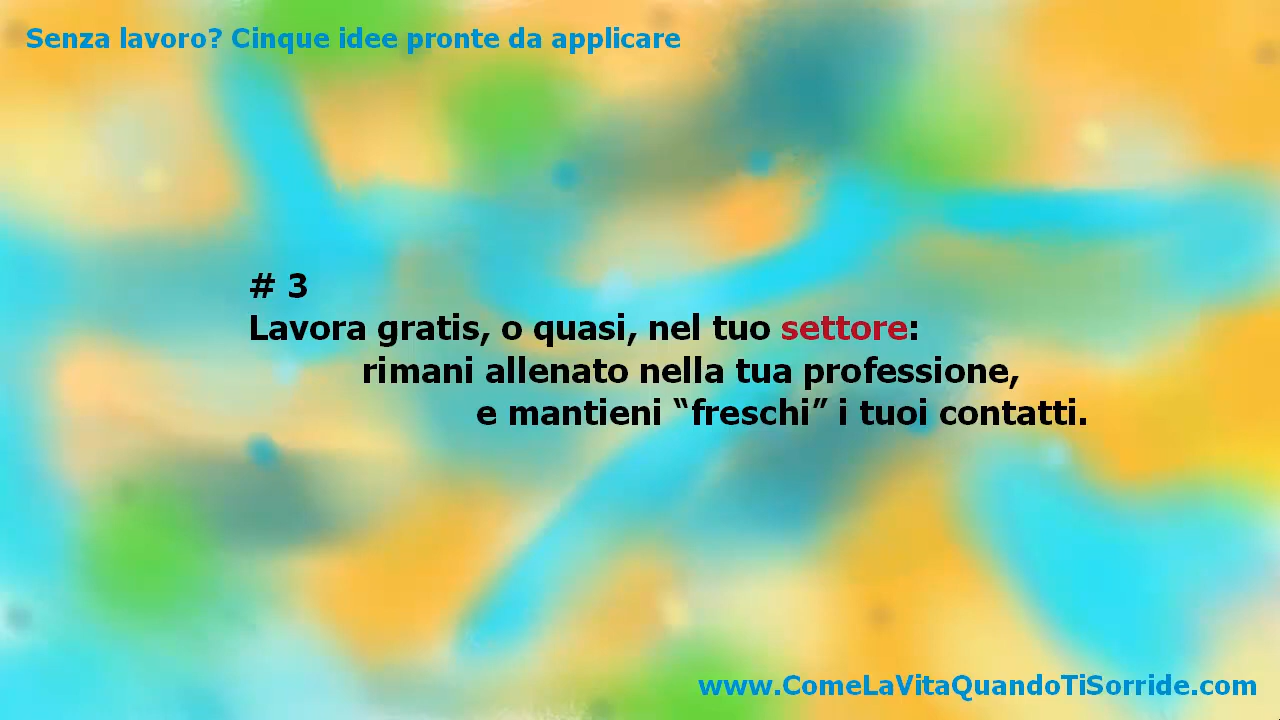 Senza lavoro? Cinque idee pronte da applicare
# 3
Lavora gratis, o quasi, nel tuo settore:
rimani allenato nella tua professione,
e mantieni “freschi” i tuoi contatti.
www.ComeLaVitaQuandoTiSorride.com